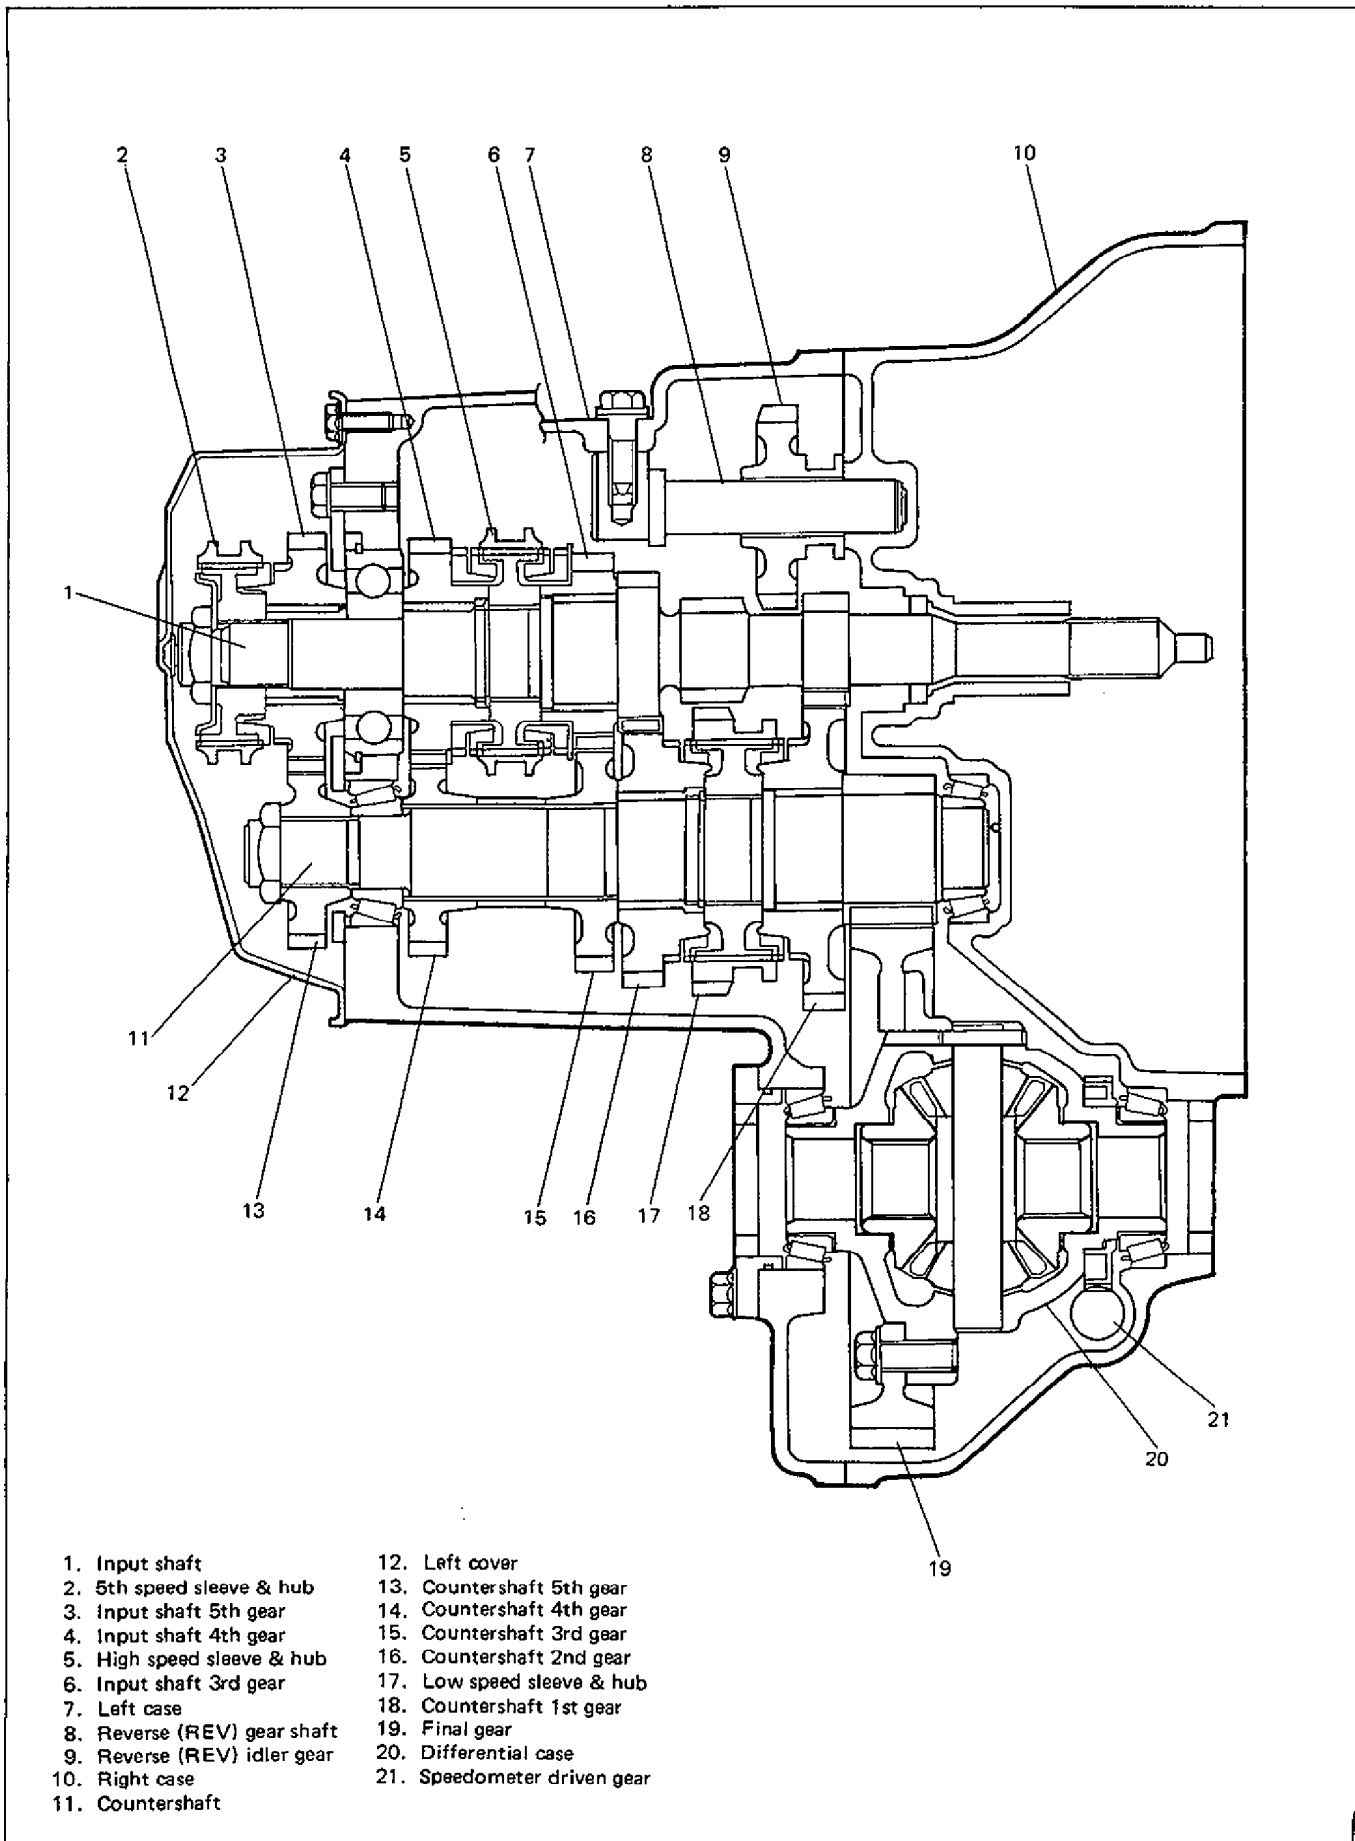 2 3 4 5 6 7 8 9 10
1
11
12
13 14 15 16 17 18
21
20
19
1. Input shaft
2. 5th speed sleeve & hub
3. Input shaft 5th gear
4. Input shaft 4th gear
5. High speed sleeve & hub
6. Input shaft 3rd gear
7. Left case
8. Reverse (REV) gear shaft
9. Reverse (REV) idler gear
10. Right case
11. Countershaft
12. Left cover
13. Countershaft 5th gear
14. Countershaft 4th gear
15. Countershaft 3rd gear
16. Countershaft 2nd gear
17. Low speed sleeve & hub
18. Countershaft 1st gear
19. Final gear
20. Differential case
21. Speedometer driven gear